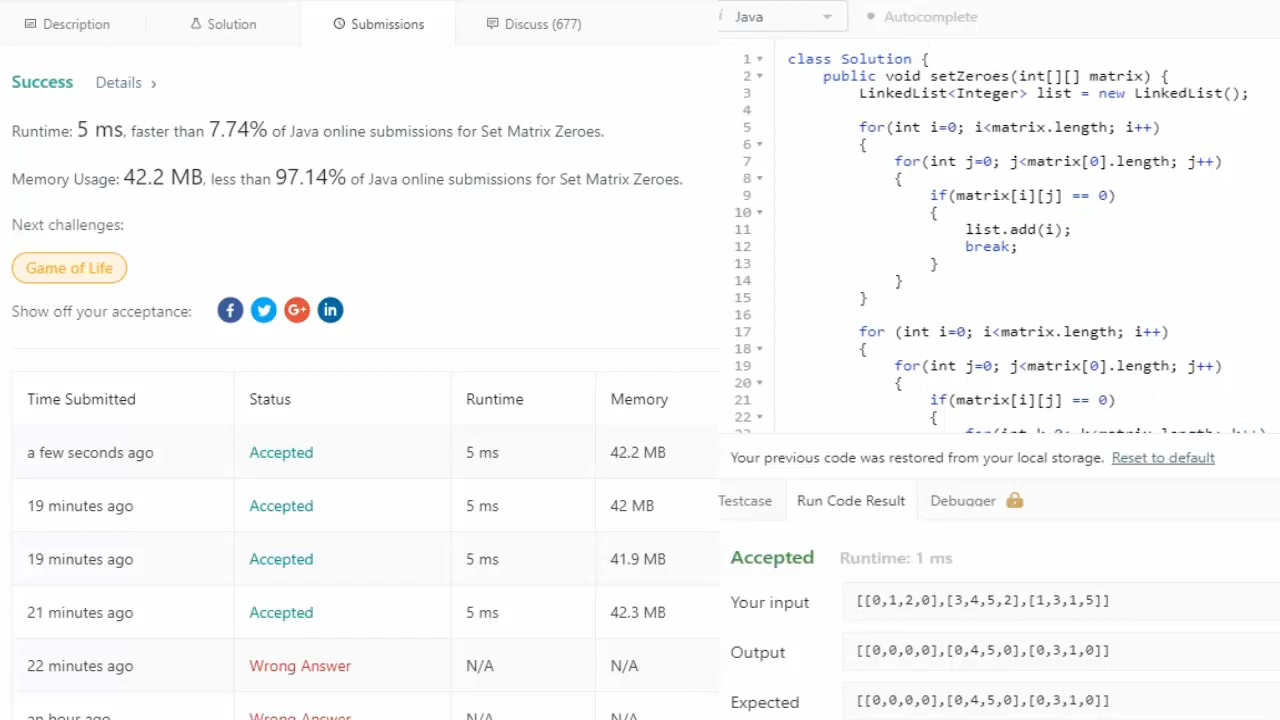 Description
Solution
Submissions
Discuss (677)
Success
Details ›
Runtime: 5 ms, faster than 7.74% of Java online submissions for Set Matrix Zeroes.
Memory Usage: 42.2 MB, less than 97.14% of Java online submissions for Set Matrix Zeroes.
Next challenges:
Game of Life
Show off your acceptance:
f
G+
in
Time Submitted Status Runtime Memory
a few seconds ago Accepted 5 ms 42.2 MB
19 minutes ago Accepted 5 ms 42 MB
19 minutes ago Accepted 5 ms 41.9 MB
21 minutes ago Accepted 5 ms 42.3 MB
22 minutes ago Wrong Answer N/A N/A
an hour ago Wrong Answer N/A N/A
i Java
Autocomplete
1 class Solution {
2 public void setZeroes(int[][] matrix) {
3 LinkedList<Integer> list = new LinkedList();
4
5 for(int i=0; i<matrix.length; i++)
6 {
7 for(int j=0; j<matrix[0].length; j++)
8 {
9 if(matrix[i][j] == 0)
10 {
11 list.add(i);
12 break;
13 }
14 }
15 }
16
17 for (int i=0; i<matrix.length; i++)
18 {
19 for(int j=0; j<matrix[0].length; j++)
20 {
21 if(matrix[i][j] == 0)
22 {
23 for(int k=0; k<matrix.length; k++)
Your previous code was restored from your local storage. Reset to default
Testcase
Run Code Result
Debugger
Accepted Runtime: 1 ms
Your input [[0,1,2,0],[3,4,5,2],[1,3,1,5]]
Output [[0,0,0,0],[0,4,5,0],[0,3,1,0]]
Expected [[0,0,0,0],[0,4,5,0],[0,3,1,0]]